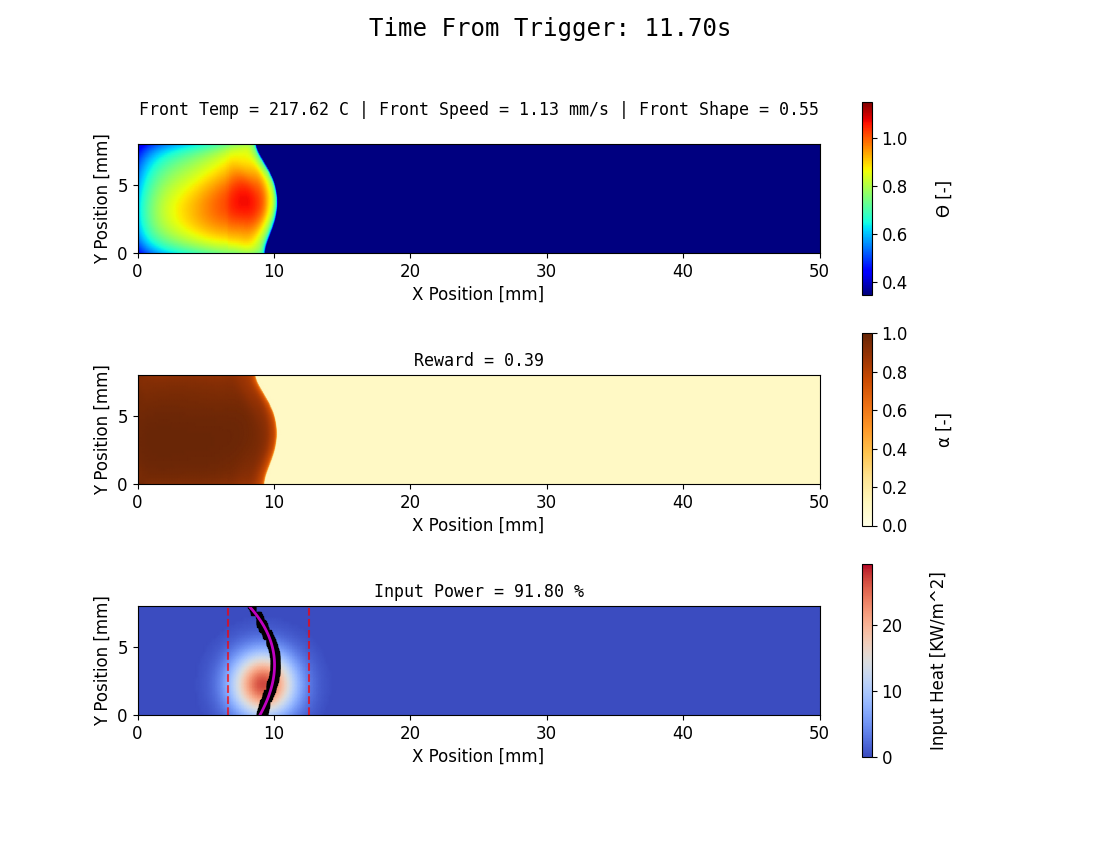 Time From Trigger: 11.70s
Front Temp = 217.62 C | Front Speed = 1.13 mm/s | Front Shape = 0.55
Y Position [mm]
5
0
0 10 20 30 40 50
X Position [mm]
1.0
0.8
0.6
0.4
Θ [-]
Reward = 0.39
Y Position [mm]
5
0
0 10 20 30 40 50
X Position [mm]
1.0
0.8
0.6
0.4
0.2
0.0
α [-]
Input Power = 91.80 %
Y Position [mm]
5
0
0 10 20 30 40 50
X Position [mm]
20
10
0
Input Heat [KW/m^2]